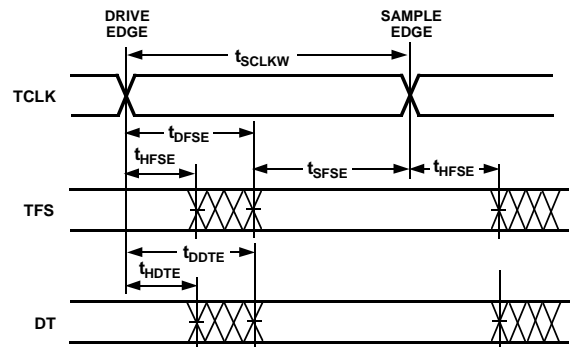 DRIVE EDGE
SAMPLE EDGE
tSCLKW
TCLK
tDFSE
tHFSE
tSFSE
tHFSE
TFS
tDDTE
tHDTE
DT